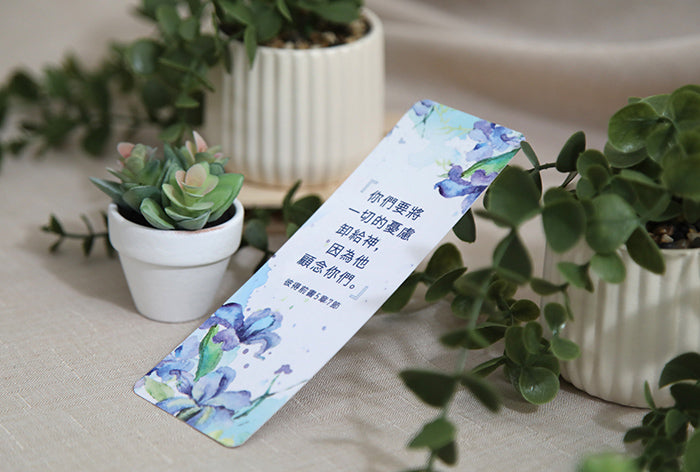 『你們要將
一切的憂慮
卸給神,
因為他
顧念你們。』
彼得前書5章7節